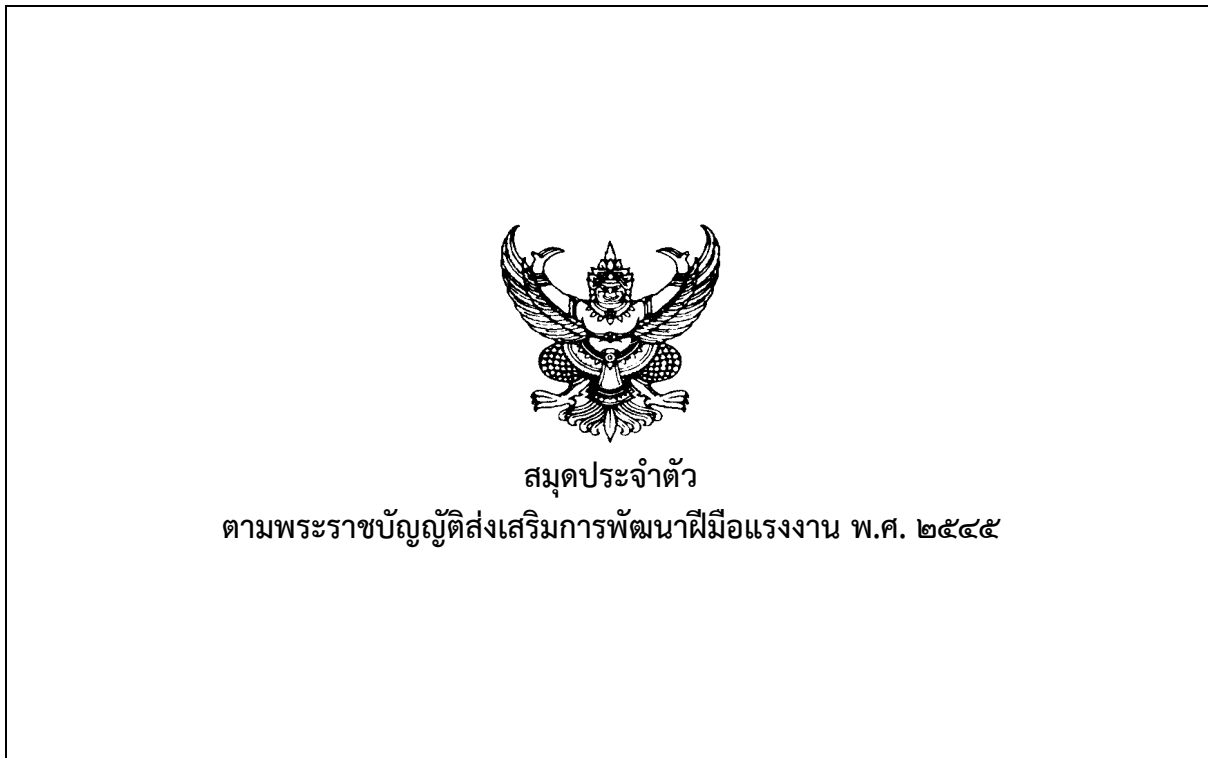 สมุดประจำตัว
ตามพระราชบัญญัติส่งเสริมการพัฒนาฝีมือแรงงาน พ.ศ. ๒๕๔๕